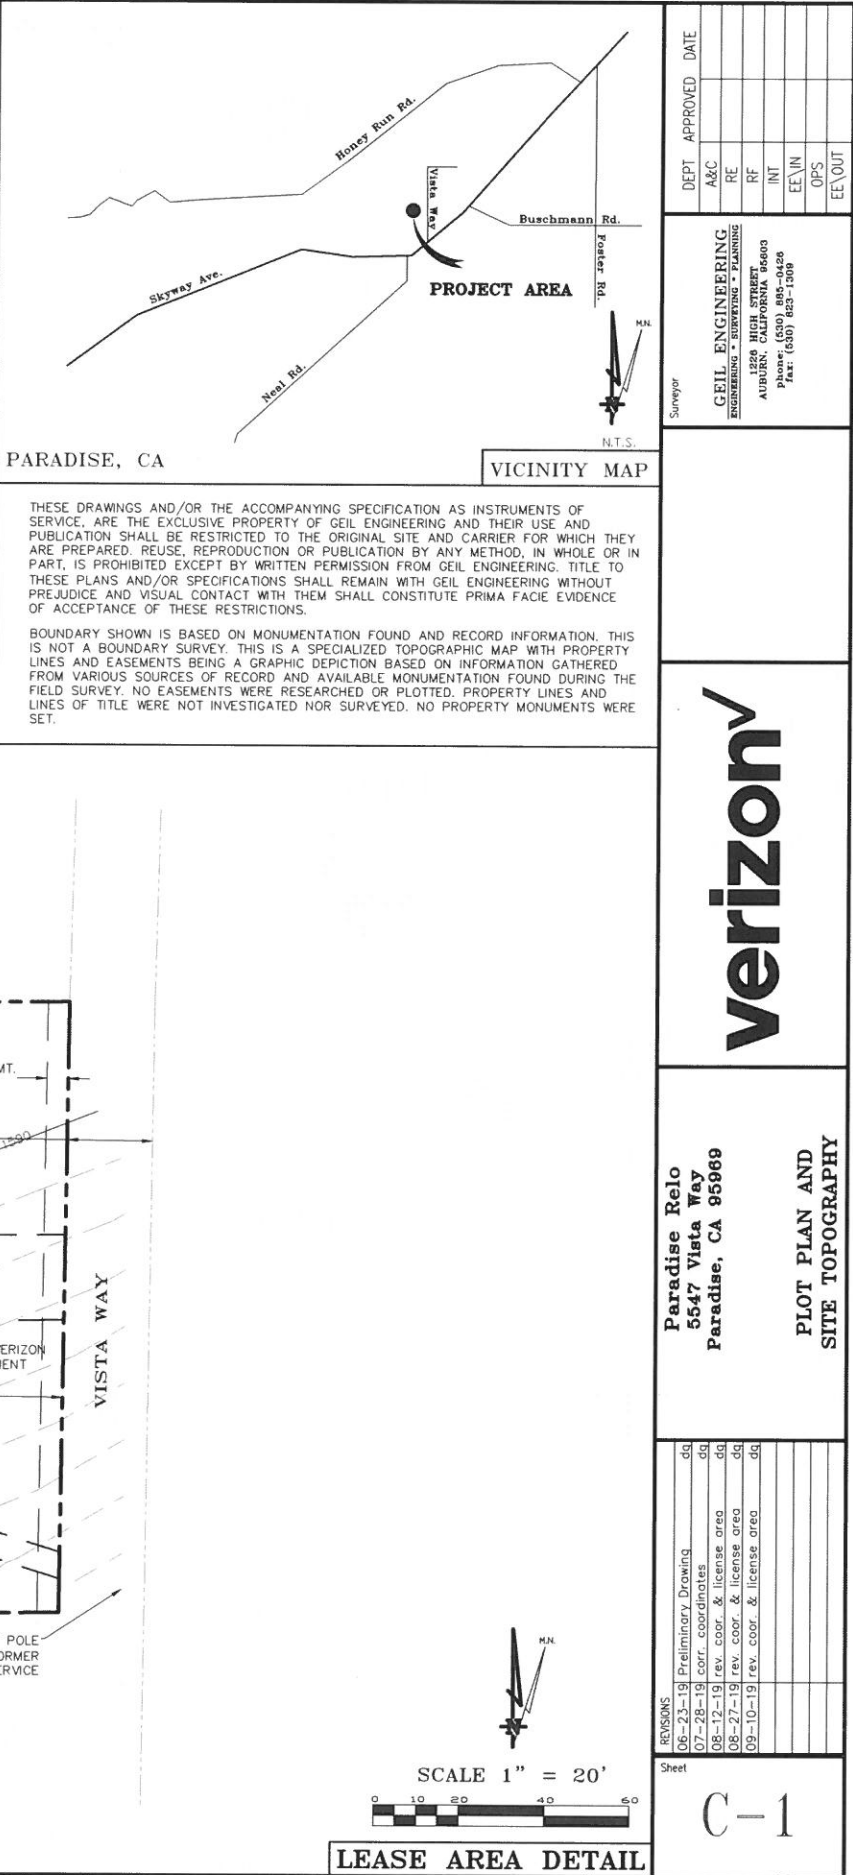 Honey Run Rd.
Vista Way
Buschmann Rd.
Foster Rd.
Skyway Ave.
PROJECT AREA
Neal Rd.
M.N.
N
N.T.S.
PARADISE, CA
VICINITY MAP
THESE DRAWINGS AND/OR THE ACCOMPANYING SPECIFICATION AS INSTRUMENTS OF
SERVICE, ARE THE EXCLUSIVE PROPERTY OF GEIL ENGINEERING AND THEIR USE AND
PUBLICATION SHALL BE RESTRICTED TO THE ORIGINAL SITE AND CARRIER FOR WHICH THEY
ARE PREPARED. REUSE, REPRODUCTION OR PUBLICATION BY ANY METHOD, IN WHOLE OR IN
PART, IS PROHIBITED EXCEPT BY WRITTEN PERMISSION FROM GEIL ENGINEERING. TITLE TO
THESE PLANS AND/OR SPECIFICATIONS SHALL REMAIN WITH GEIL ENGINEERING WITHOUT
PREJUDICE AND VISUAL CONTACT WITH THEM SHALL CONSTITUTE PRIMA FACIE EVIDENCE
OF ACCEPTANCE OF THESE RESTRICTIONS.
BOUNDARY SHOWN IS BASED ON MONUMENTATION FOUND AND RECORD INFORMATION. THIS
IS NOT A BOUNDARY SURVEY. THIS IS A SPECIALIZED TOPOGRAPHIC MAP WITH PROPERTY
LINES AND EASEMENTS BEING A GRAPHIC DEPICTION BASED ON INFORMATION GATHERED
FROM VARIOUS SOURCES OF RECORD AND AVAILABLE MONUMENTATION FOUND DURING THE
FIELD SURVEY. NO EASEMENTS WERE RESEARCHED OR PLOTTED. PROPERTY LINES AND
LINES OF TITLE WERE NOT INVESTIGATED NOR SURVEYED. NO PROPERTY MONUMENTS WERE
SET.
MT.
1590
ERIZON
MENT
VISTA WAY
POLE
ORMER
ERVICE
M.N.
N
SCALE 1" = 20'
0 10 20 40 60
LEASE AREA DETAIL
DEPT APPROVED DATE
A&C
RE
RF
INT
EE\IN
OPS
EE\OUT
Surveyor
GEIL ENGINEERING
ENGINEERING * SURVEYING * PLANNING
1226 HIGH STREET
AUBURN, CALIFORNIA 95603
phone: (530) 885-0426
fax: (530) 823-1309
verizon✓
Paradise Relo
5547 Vista Way
Paradise, CA 95969
PLOT PLAN AND
SITE TOPOGRAPHY
REVISIONS
06-23-19 Preliminary Drawing dg
07-28-19 corr. coordinates dg
08-12-19 rev. coor. & license area dg
08-27-19 rev. coor. & license area dg
09-10-19 rev. coor. & license area dg
Sheet
C-1